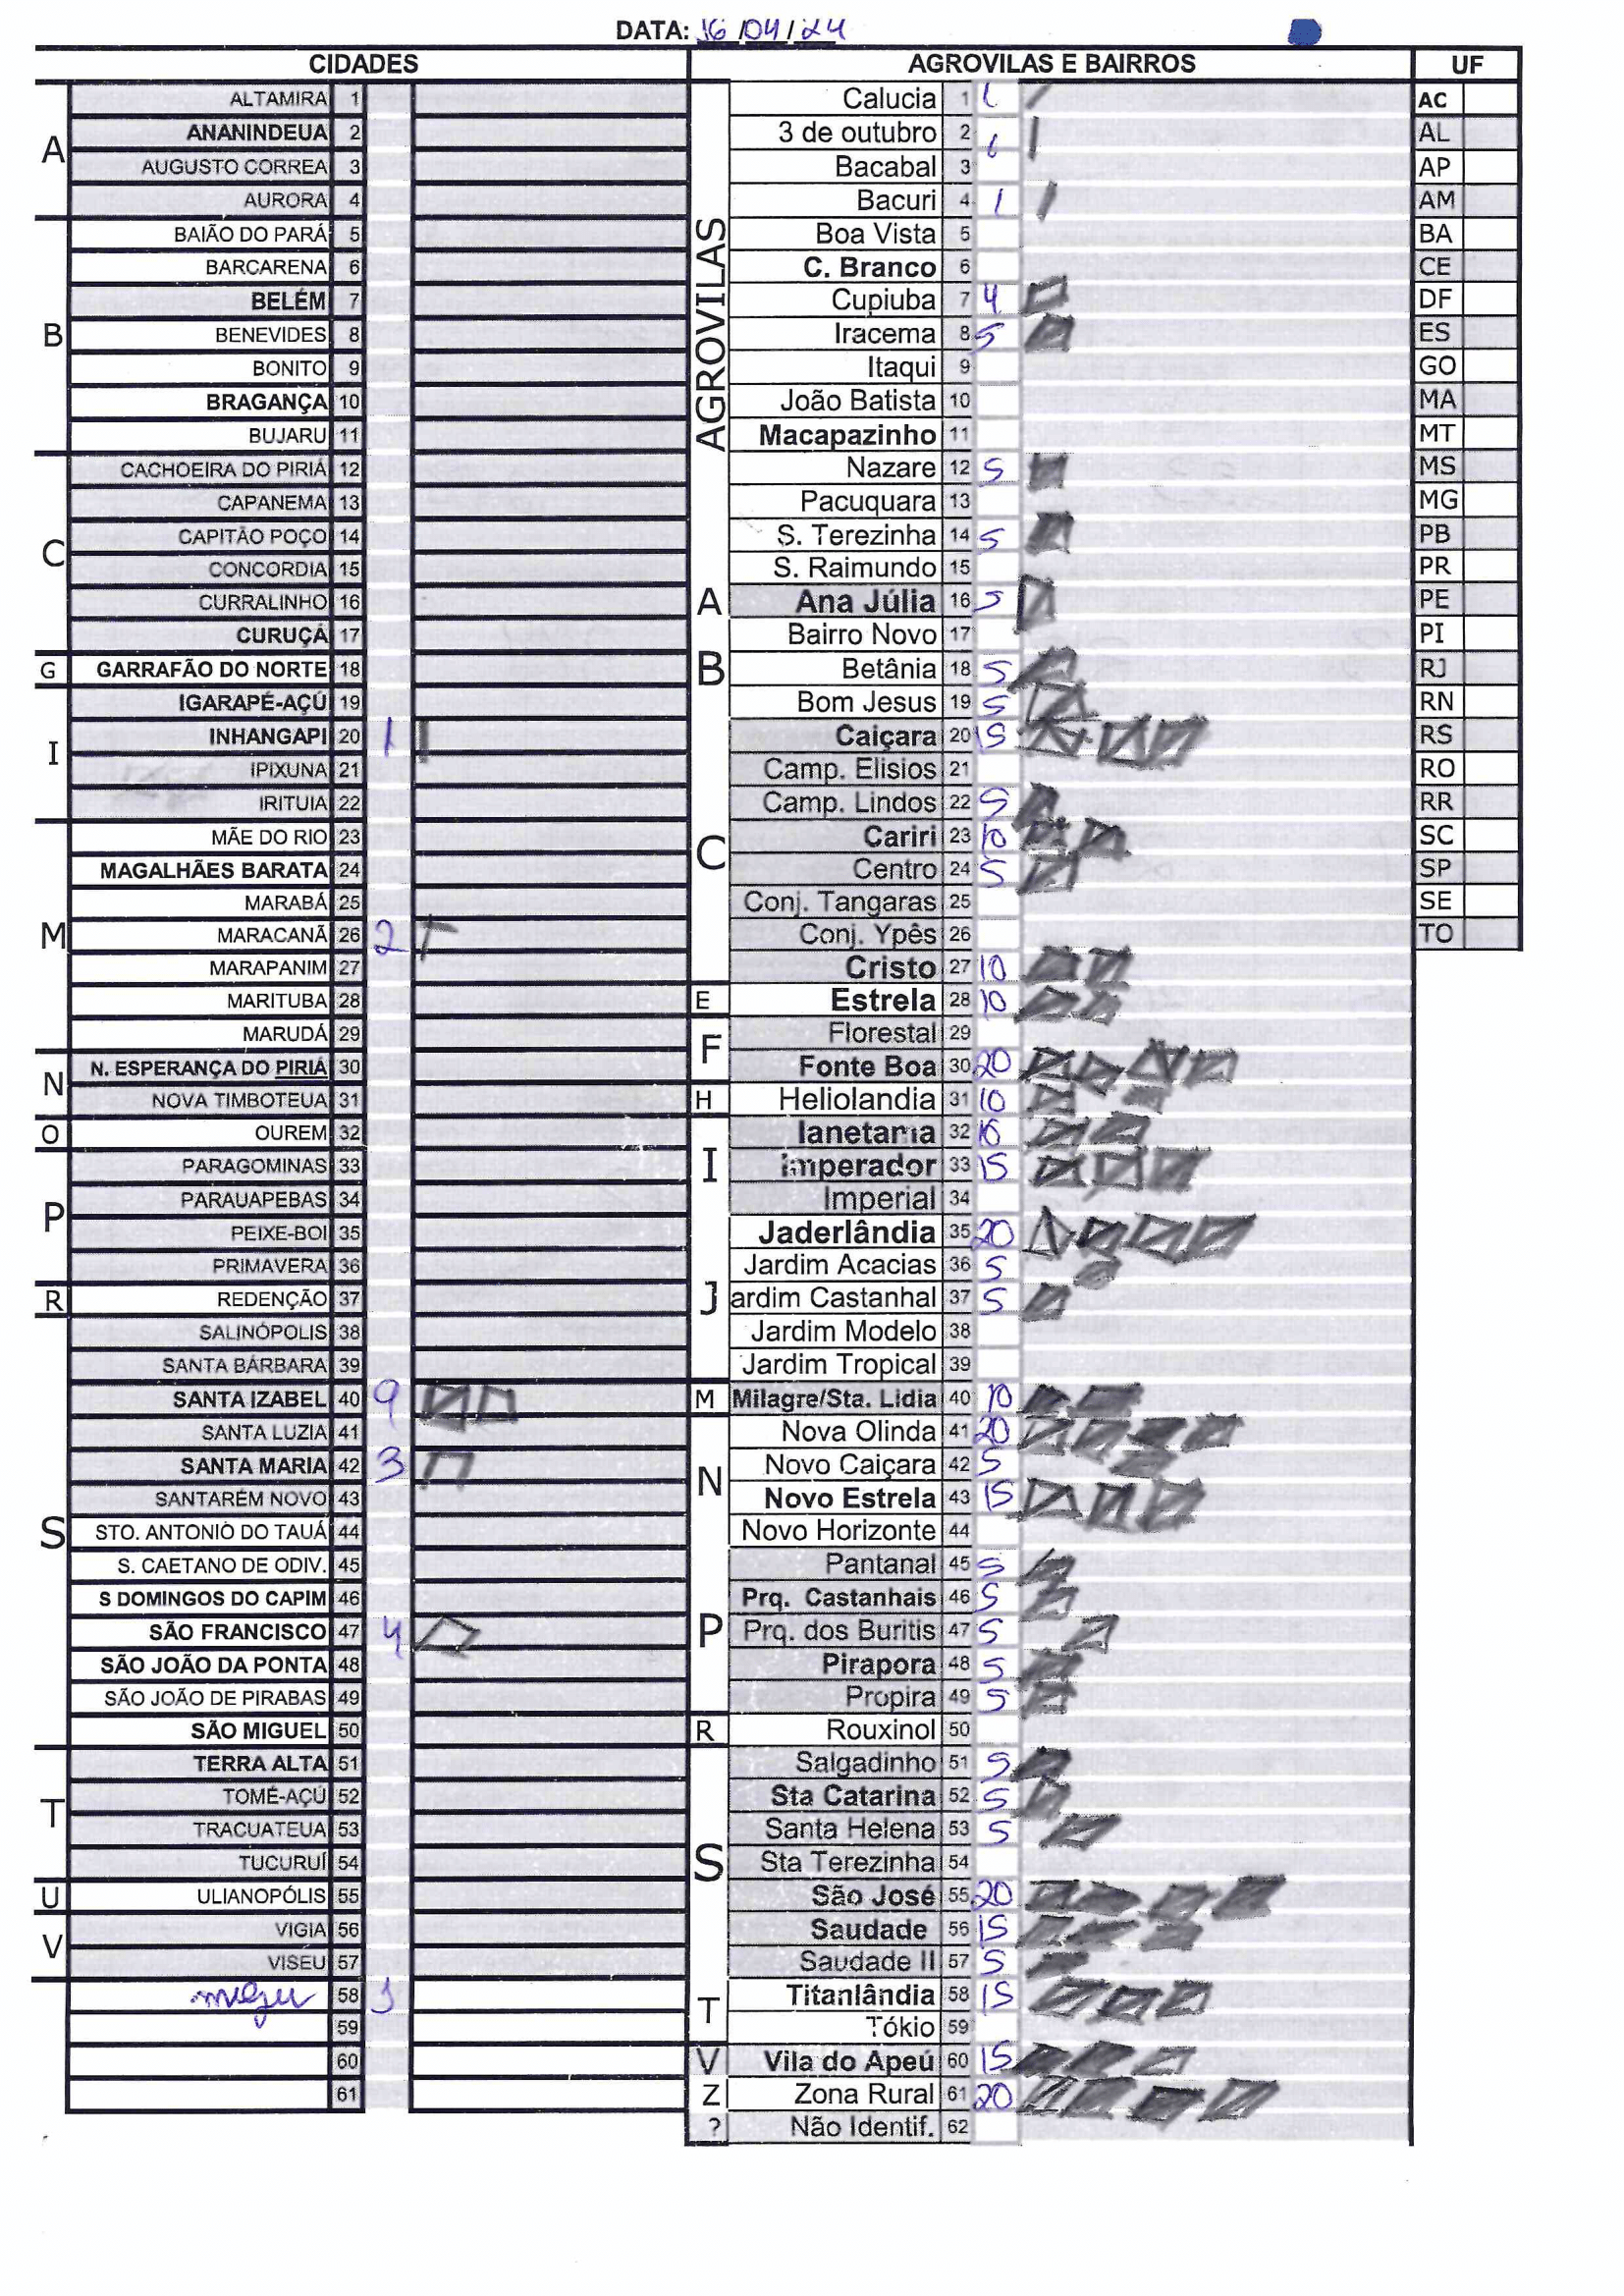 DATA: 16/04/24
CIDADES
A
ALTAMIRA 1
ANANINDEUA 2
AUGUSTO CORREA 3
AURORA 4
B
BAIÃO DO PARÁ 5
BARCARENA 6
BELÉM 7
BENEVIDES 8
BONITO 9
BRAGANÇA 10
BUJARU 11
C
CACHOEIRA DO PIRIÁ 12
CAPANEMA 13
CAPITÃO POÇO 14
CONCORDIA 15
CURRALINHO 16
CURUÇÁ 17
G
GARRAFÃO DO NORTE 18
I
IGARAPÉ-AÇÚ 19
INHANGAPI 20 1
IPIXUNA 21
IRITUIA 22
M
MÃE DO RIO 23
MAGALHÃES BARATA 24
MARABÁ 25
MARACANÃ 26 2
MARAPANIM 27
MARITUBA 28
MARUDÁ 29
N
N. ESPERANÇA DO PIRIÁ 30
NOVA TIMBOTEUA 31
O
OUREM 32
P
PARAGOMINAS 33
PARAUAPEBAS 34
PEIXE-BOI 35
PRIMAVERA 36
R
REDENÇÃO 37
S
SALINÓPOLIS 38
SANTA BÁRBARA 39
SANTA IZABEL 40 9
SANTA LUZIA 41
SANTA MARIA 42 3
SANTARÉM NOVO 43
STO. ANTONIO DO TAUÁ 44
S. CAETANO DE ODIV. 45
S DOMINGOS DO CAPIM 46
SÃO FRANCISCO 47 4
SÃO JOÃO DA PONTA 48
SÃO JOÃO DE PIRABAS 49
SÃO MIGUEL 50
T
TERRA ALTA 51
TOMÉ-AÇÚ 52
TRACUATEUA 53
TUCURUÍ 54
U
ULIANOPÓLIS 55
V
VIGIA 56
VISEU 57
58
59
60
61
AGROVILAS E BAIRROS
AGROVILAS
Calucia 1 1
3 de outubro 2 1
Bacabal 3
Bacuri 4 1
Boa Vista 5
C. Branco 6
Cupiuba 7 4
Iracema 8 5
Itaqui 9
João Batista 10
Macapazinho 11
Nazare 12 5
Pacuquara 13
S. Terezinha 14 5
S. Raimundo 15
A
Ana Júlia 16 5
B
Bairro Novo 17
Betânia 18 5
Bom Jesus 19 5
C
Caiçara 20 15
Camp. Elisios 21
Camp. Lindos 22 5
Cariri 23 10
Centro 24 5
Conj. Tangaras 25
Conj. Ypês 26
Cristo 27 10
E
Estrela 28 10
F
Florestal 29
Fonte Boa 30 20
H
Heliolandia 31 10
I
Ianetama 32 10
Imperador 33 15
Imperial 34
J
Jaderlândia 35 20
Jardim Acacias 36 5
ardim Castanhal 37 5
Jardim Modelo 38
Jardim Tropical 39
M
Milagre/Sta. Lidia 40 10
N
Nova Olinda 41 20
Novo Caiçara 42 5
Novo Estrela 43 15
Novo Horizonte 44
P
Pantanal 45 5
Prq. Castanhais 46 5
Prq. dos Buritis 47 5
Pirapora 48 5
Propira 49 5
R
Rouxinol 50
S
Salgadinho 51 5
Sta Catarina 52 5
Santa Helena 53 5
Sta Terezinha 54
São José 55 20
Saudade 56 15
Saudade II 57 5
T
Titanlândia 58 15
Tókio 59
V
Vila do Apeú 60 15
Z
Zona Rural 61 20
?
Não Identif. 62
UF
AC
AL
AP
AM
BA
CE
DF
ES
GO
MA
MT
MS
MG
PB
PR
PE
PI
RJ
RN
RS
RO
RR
SC
SP
SE
TO